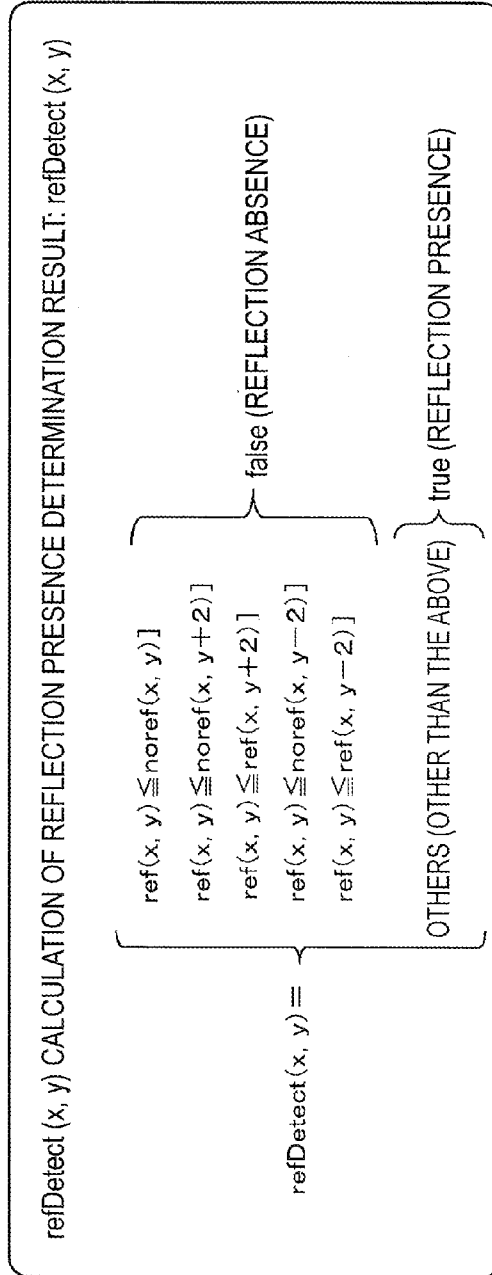 refDetect (x, y) CALCULATION OF REFLECTION PRESENCE DETERMINATION RESULT: refDetect (x, y)
refDetect(x, y) =
ref(x, y) ≦ noref(x, y) ]
ref(x, y) ≦ noref(x, y+2) ]
ref(x, y) ≦ ref(x, y+2) ]
ref(x, y) ≦ noref(x, y−2) ]
ref(x, y) ≦ ref(x, y−2) ]
false (REFLECTION ABSENCE)
OTHERS (OTHER THAN THE ABOVE) } true (REFLECTION PRESENCE)